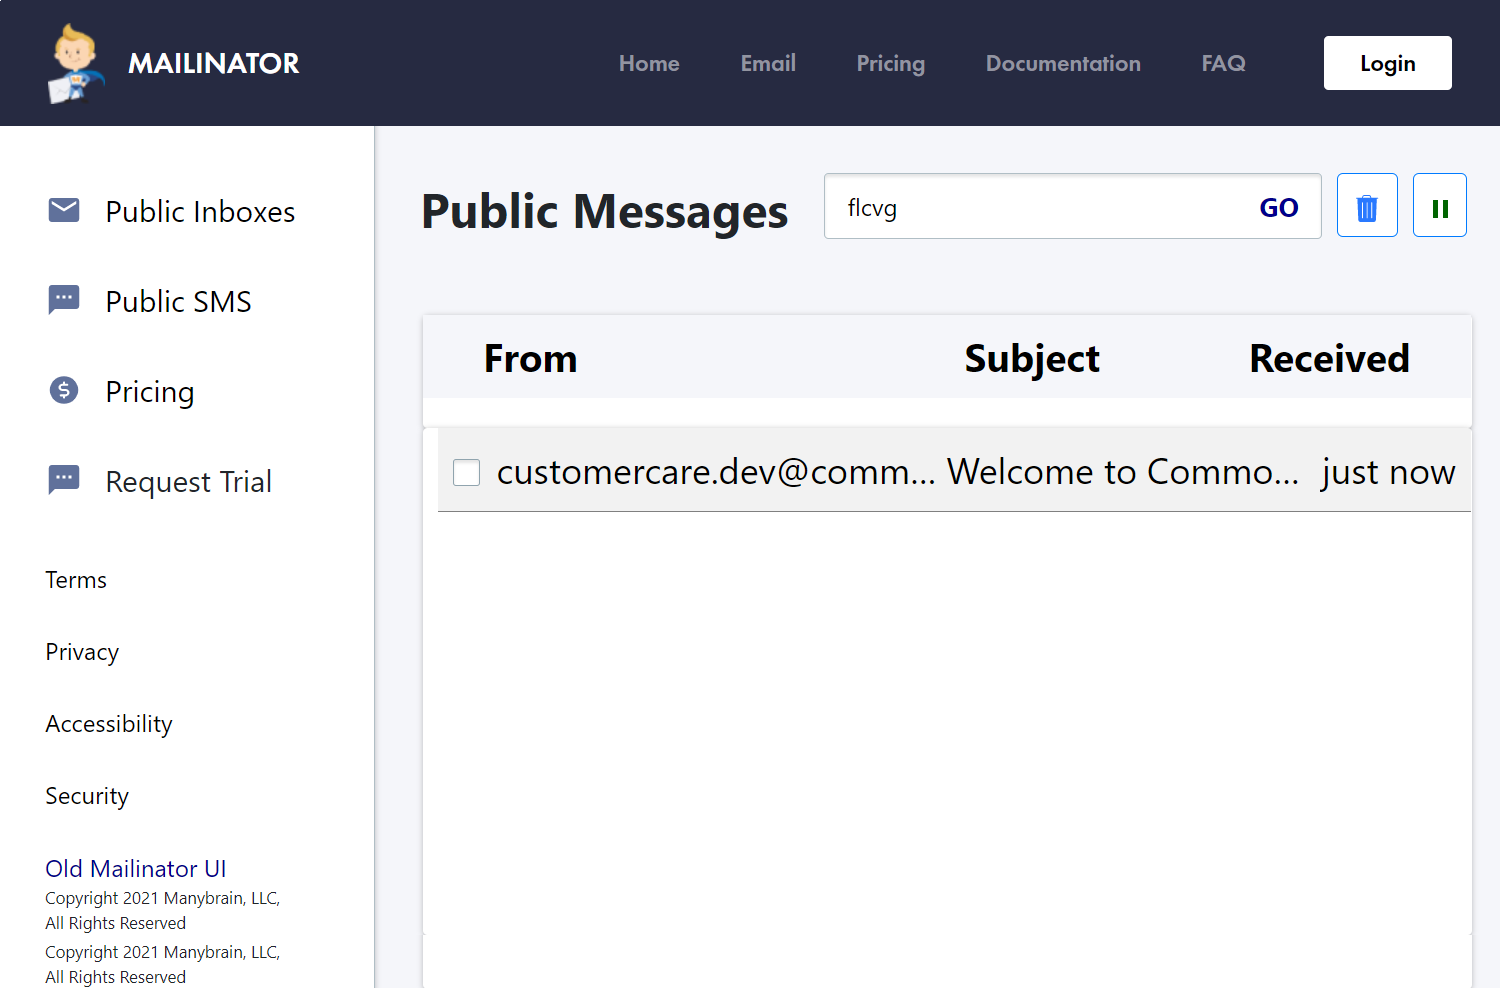 MAILINATOR
Home Email Pricing Documentation FAQ Login
Public Inboxes
Public SMS
Pricing
Request Trial
Terms
Privacy
Accessibility
Security
Old Mailinator UI
Copyright 2021 Manybrain, LLC,
All Rights Reserved
Copyright 2021 Manybrain, LLC,
All Rights Reserved
Public Messages flcvg GO
From Subject Received
customercare.dev@comm... Welcome to Commo... just now